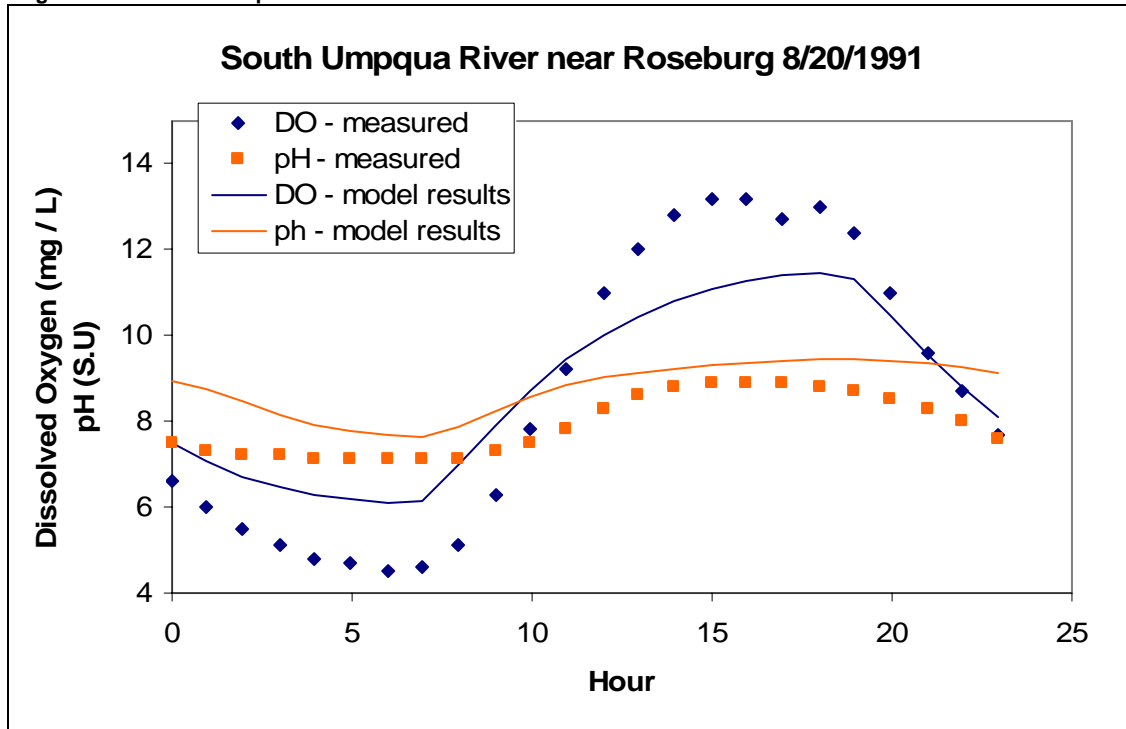 South Umpqua River near Roseburg 8/20/1991
DO - measured
pH - measured
DO - model results
ph - model results
Dissolved Oxygen (mg / L)
pH (S.U)
14
12
10
8
6
4
0
5
10
15
20
25
Hour